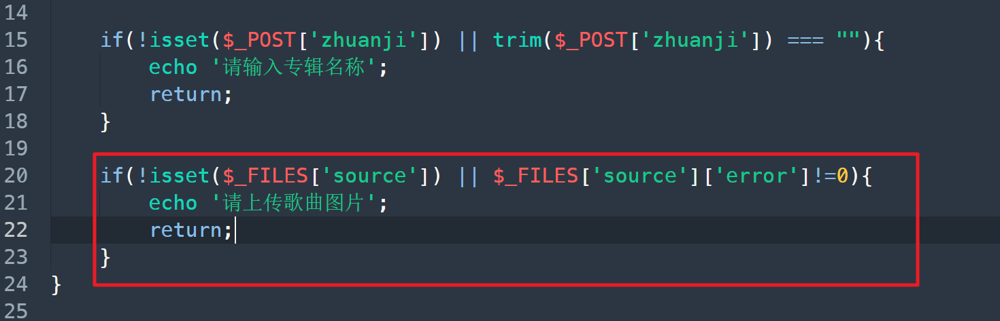 14
15 if(!isset($_POST['zhuanji']) || trim($_POST['zhuanji']) === ""){
16 echo '请输入专辑名称';
17 return;
18 }
19
20 if(!isset($_FILES['source']) || $_FILES['source']['error']!=0){
21 echo '请上传歌曲图片';
22 return;
23 }
24 }
25